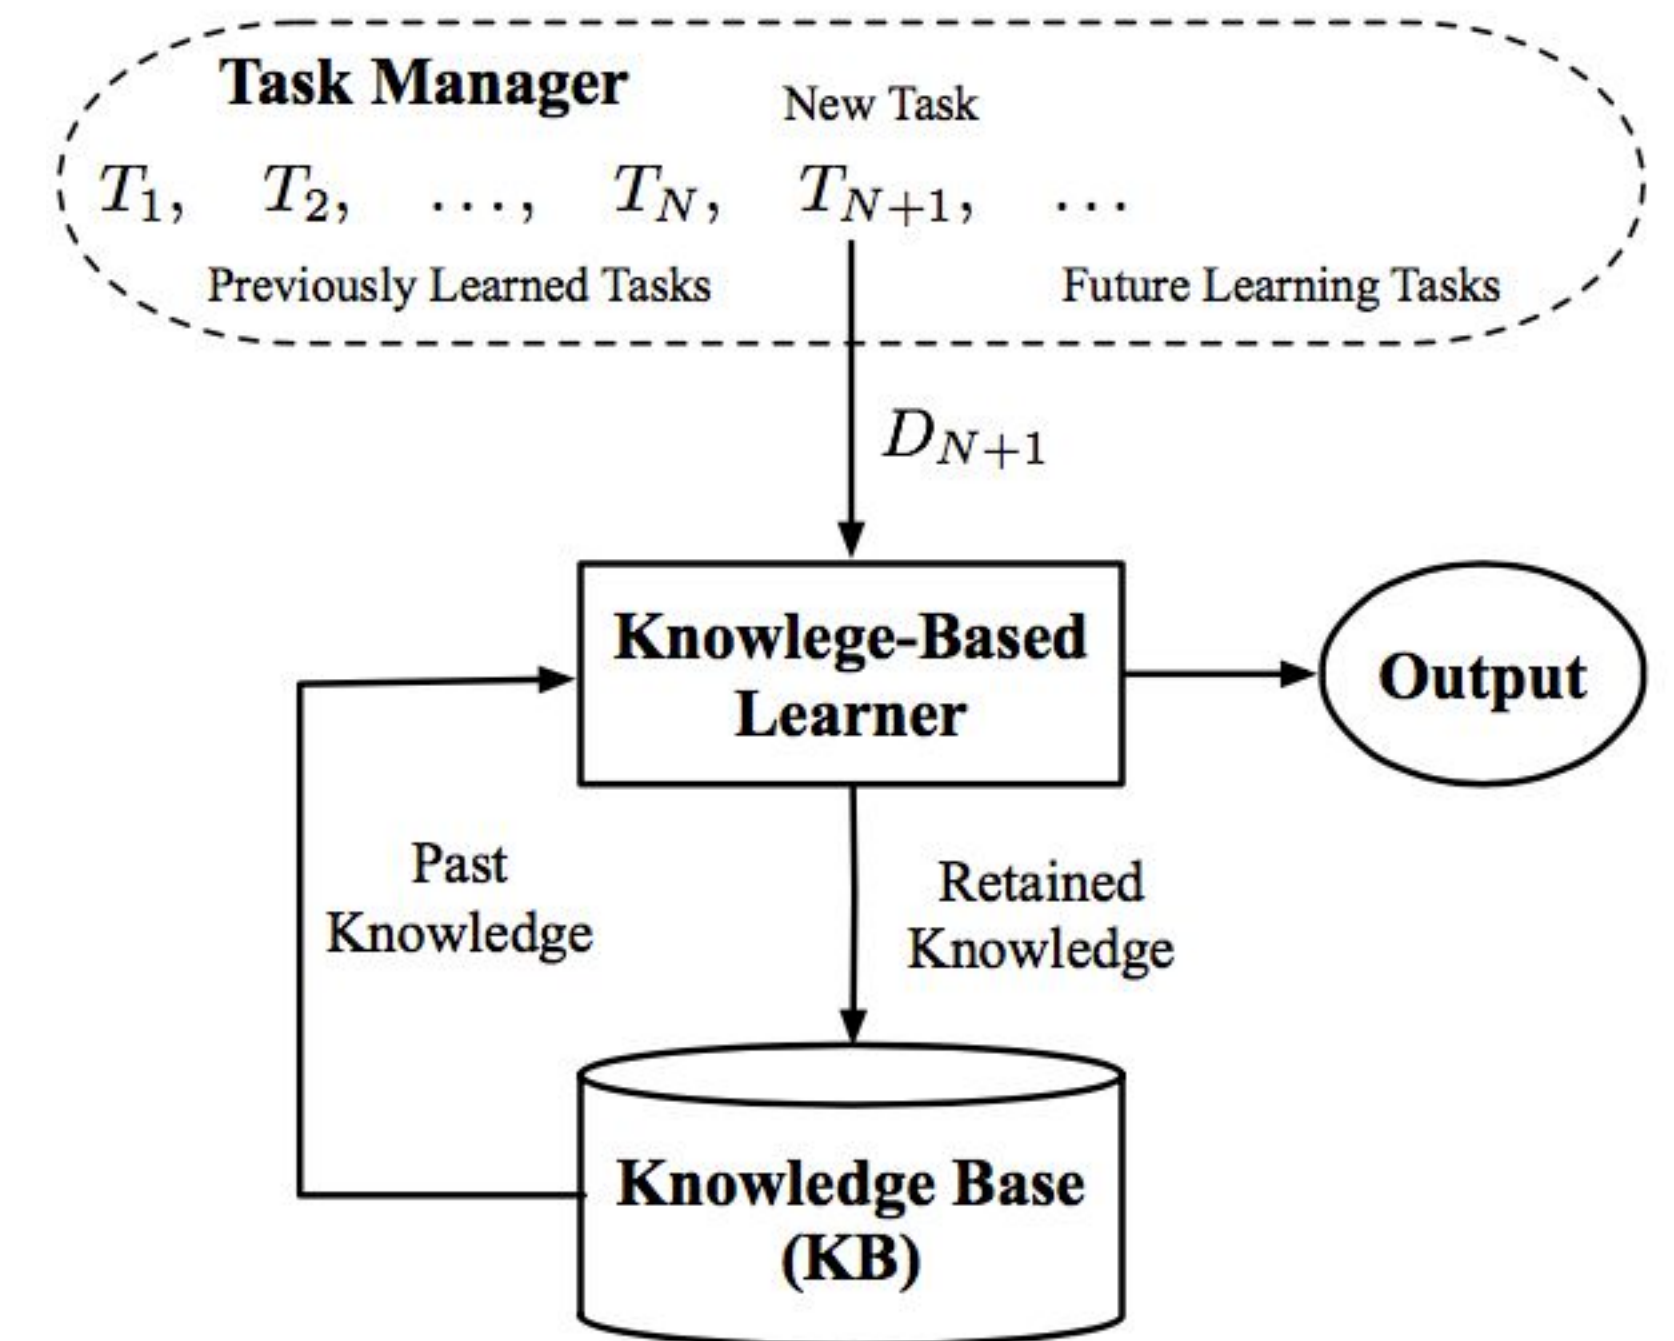 Task Manager
New Task
T1, T2, ..., TN, TN+1, ...
Previously Learned Tasks
Future Learning Tasks
DN+1
Knowlege-Based
Learner
Output
Past
Knowledge
Retained
Knowledge
Knowledge Base
(KB)